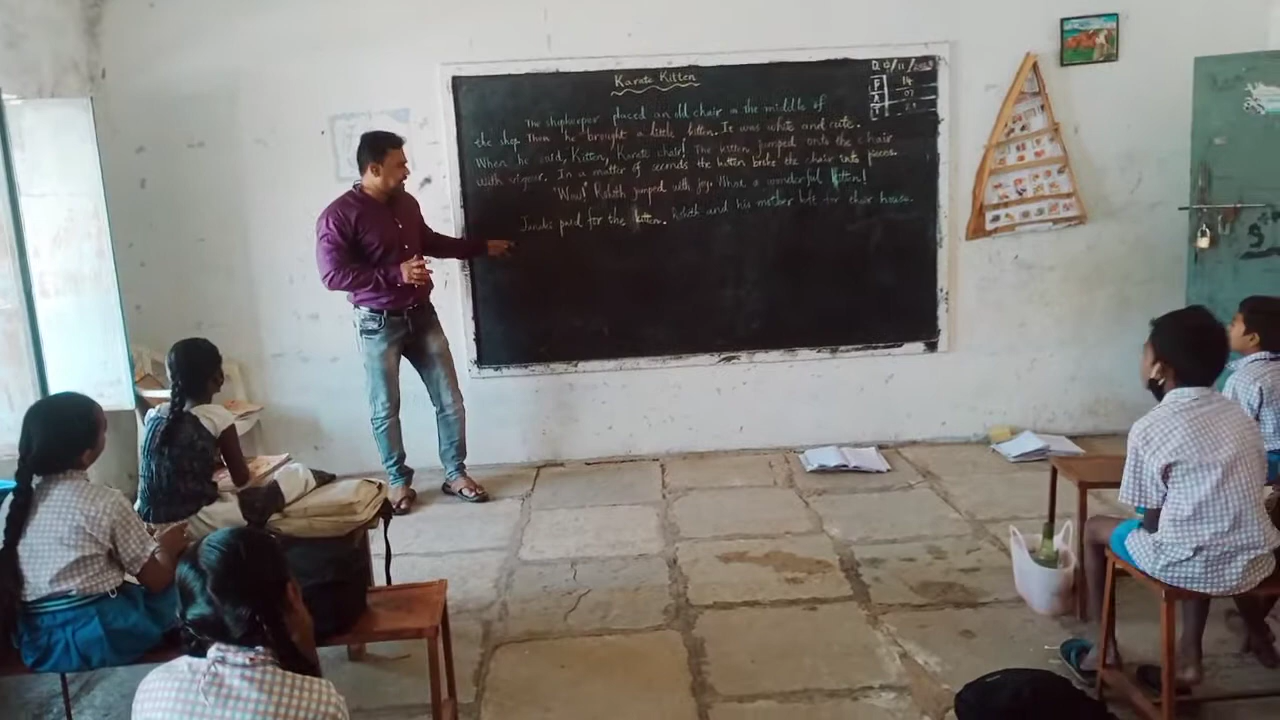 Karate Kitten
The shopkeeper placed an old chair in the middle of
the shop. Then he brought a little kitten. It was white and cute.
When he said, Kitten, Karate chair! The kitten jumped onto the chair
with vigour. In a matter of seconds the kitten broke the chair into pieces.
'Wow!' Rohith jumped with joy. What a wonderful kitten!
Janaki paid for the kitten. Rohith and his mother left for their house.
P 14
A 07
T 21